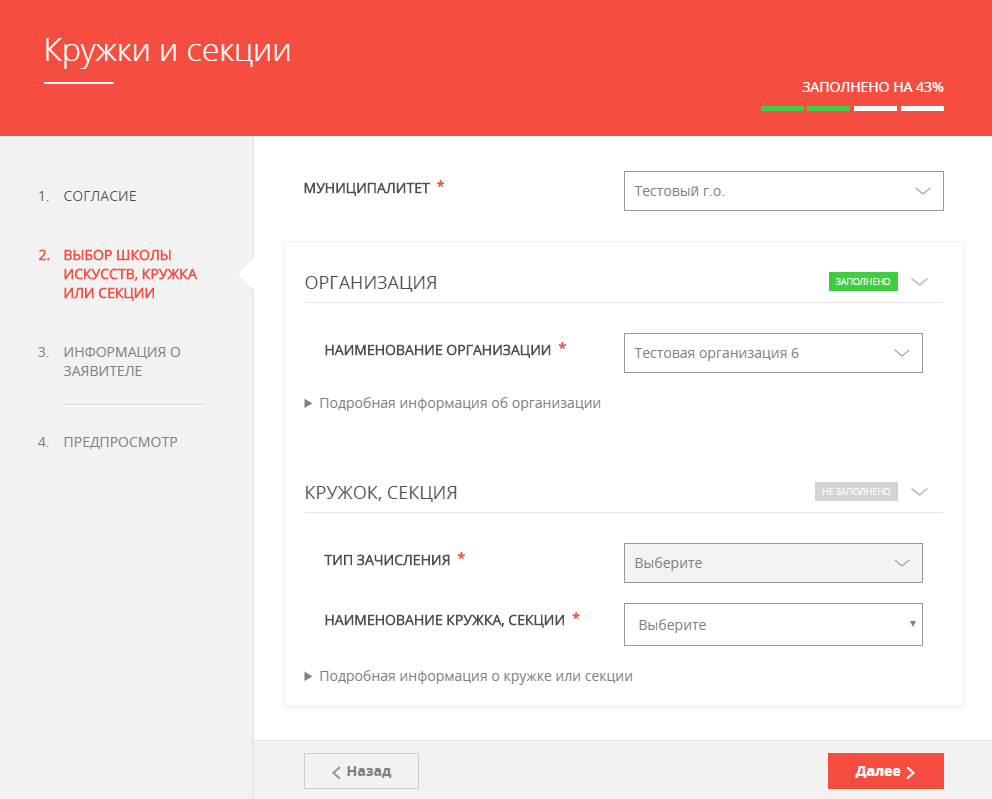 Кружки и секции
ЗАПОЛНЕНО НА 43%
1. СОГЛАСИЕ
2. ВЫБОР ШКОЛЫ
ИСКУССТВ, КРУЖКА
ИЛИ СЕКЦИИ
3. ИНФОРМАЦИЯ О
ЗАЯВИТЕЛЕ
4. ПРЕДПРОСМОТР
МУНИЦИПАЛИТЕТ * Тестовый г.о.
ОРГАНИЗАЦИЯ ЗАПОЛНЕНО
НАИМЕНОВАНИЕ ОРГАНИЗАЦИИ * Тестовая организация 6
Подробная информация об организации
КРУЖОК, СЕКЦИЯ НЕ ЗАПОЛНЕНО
ТИП ЗАЧИСЛЕНИЯ * Выберите
НАИМЕНОВАНИЕ КРУЖКА, СЕКЦИИ * Выберите
Подробная информация о кружке или секции
Назад
Далее